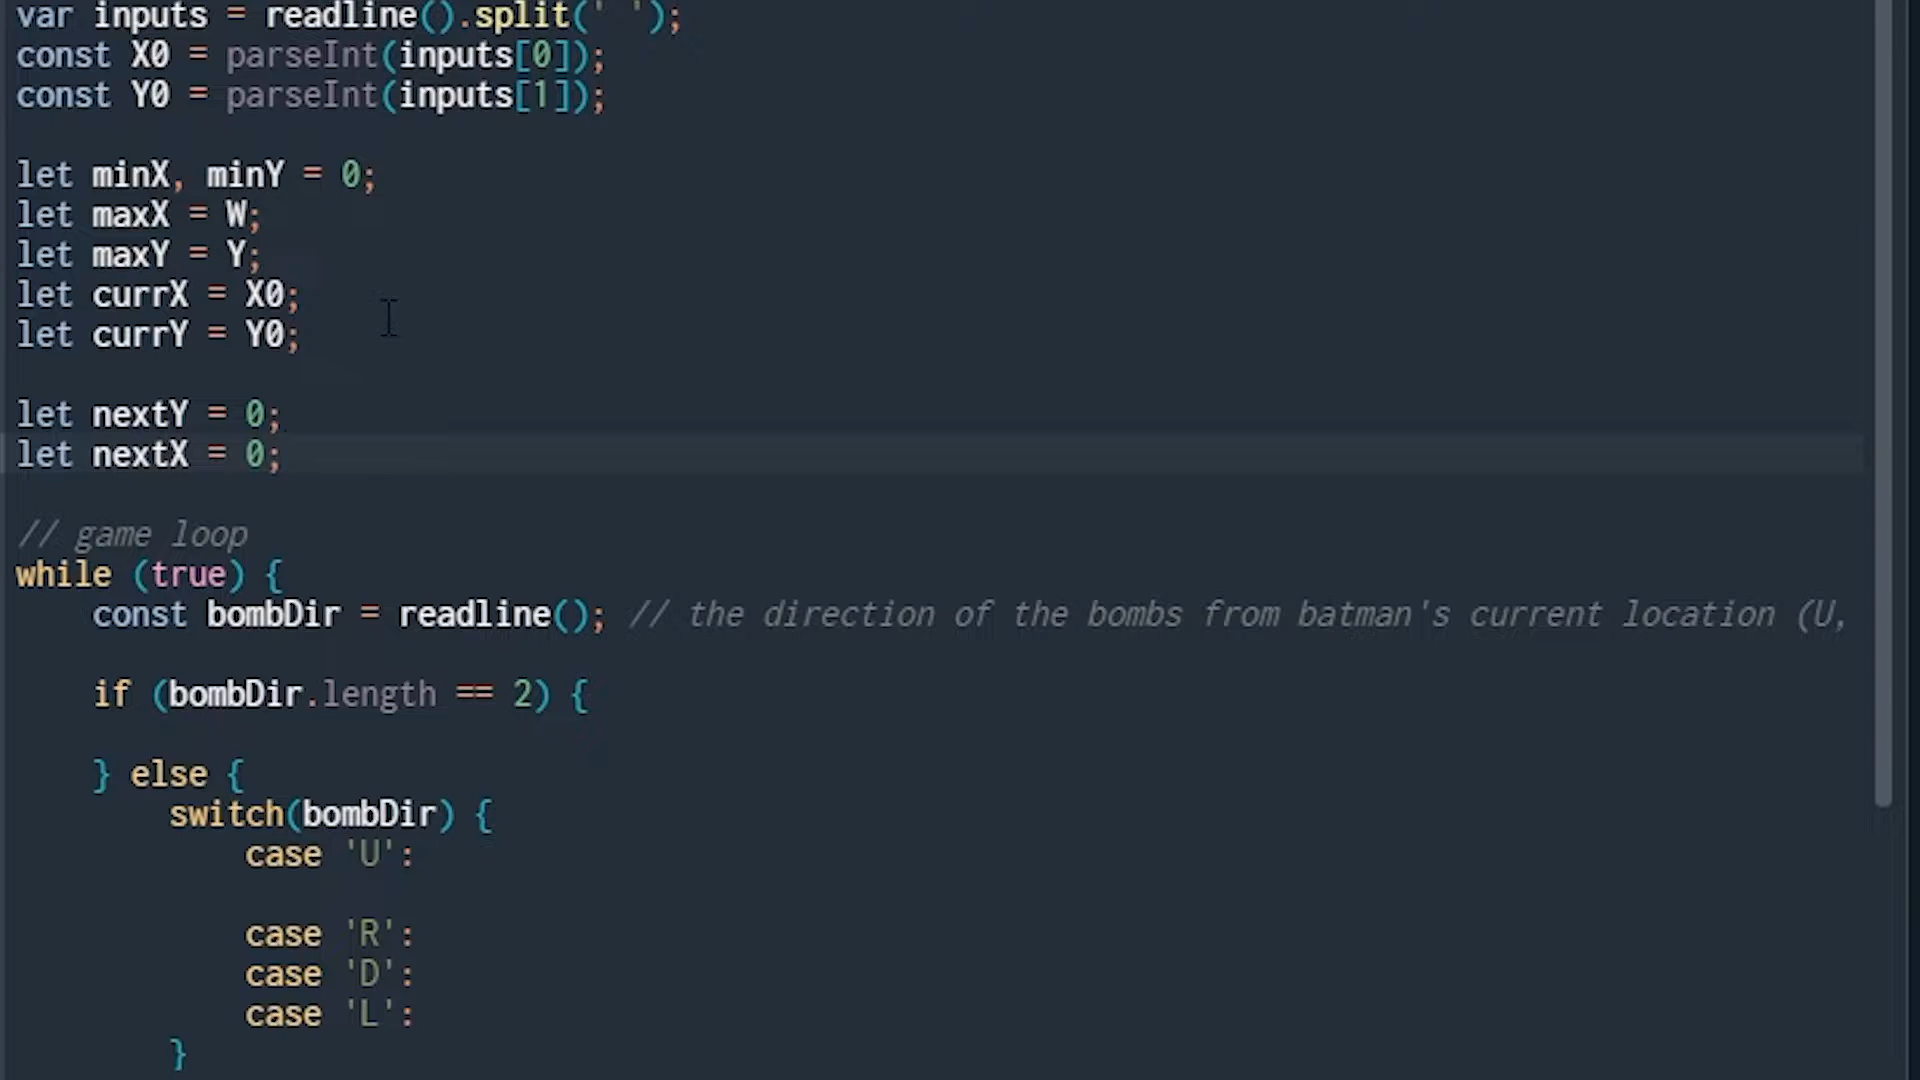 var inputs = readline().split(' ');
const X0 = parseInt(inputs[0]);
const Y0 = parseInt(inputs[1]);
let minX, minY = 0;
let maxX = W;
let maxY = Y;
let currX = X0;
let currY = Y0;
let nextY = 0;
let nextX = 0;
// game loop
while (true) {
const bombDir = readline(); // the direction of the bombs from batman's current location (U,
if (bombDir.length == 2) {
} else {
switch(bombDir) {
case 'U':
case 'R':
case 'D':
case 'L':
}